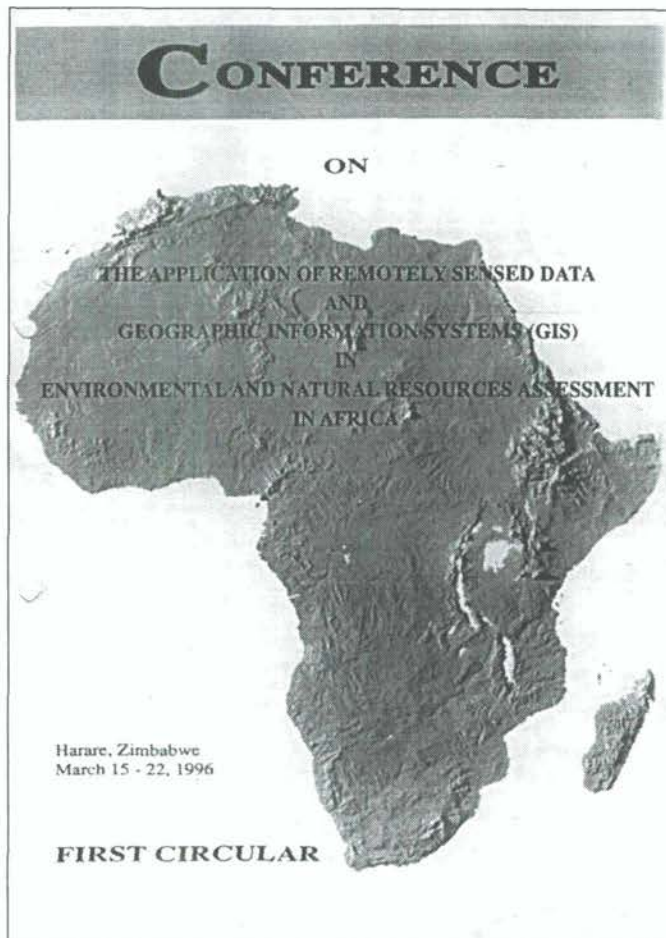 CONFERENCE
ON
THE APPLICATION OF REMOTELY SENSED DATA
AND
GEOGRAPHIC INFORMATION SYSTEMS (GIS)
IN
ENVIRONMENTAL AND NATURAL RESOURCES ASSESSMENT
IN AFRICA
Harare, Zimbabwe
March 15 - 22, 1996
FIRST CIRCULAR